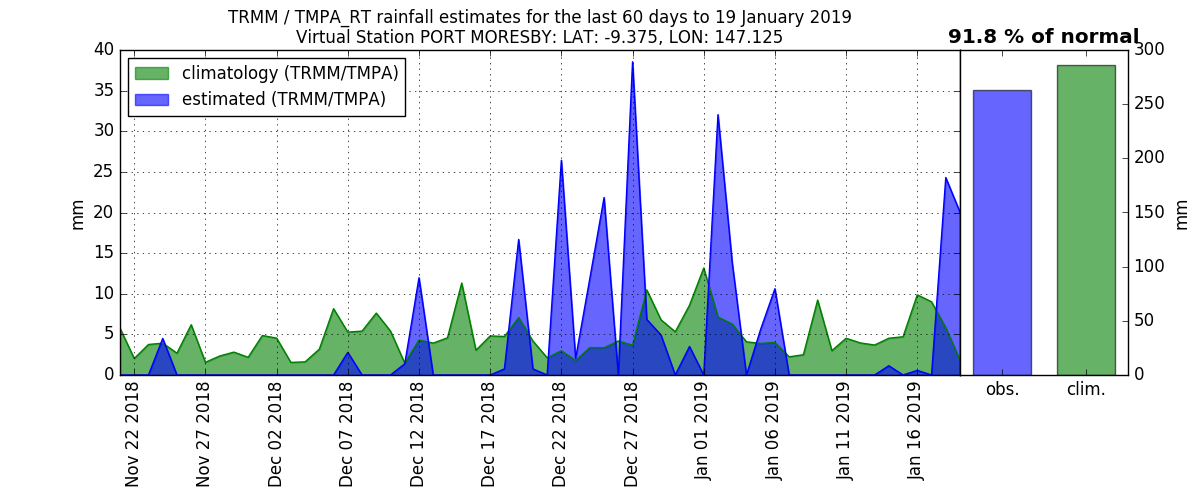 TRMM / TMPA_RT rainfall estimates for the last 60 days to 19 January 2019
Virtual Station PORT MORESBY: LAT: -9.375, LON: 147.125
91.8 % of normal
climatology (TRMM/TMPA)
estimated (TRMM/TMPA)
mm
40
35
30
25
20
15
10
5
0
Nov 22 2018
Nov 27 2018
Dec 02 2018
Dec 07 2018
Dec 12 2018
Dec 17 2018
Dec 22 2018
Dec 27 2018
Jan 01 2019
Jan 06 2019
Jan 11 2019
Jan 16 2019
obs.
clim.
300
250
200
150
100
50
0
mm